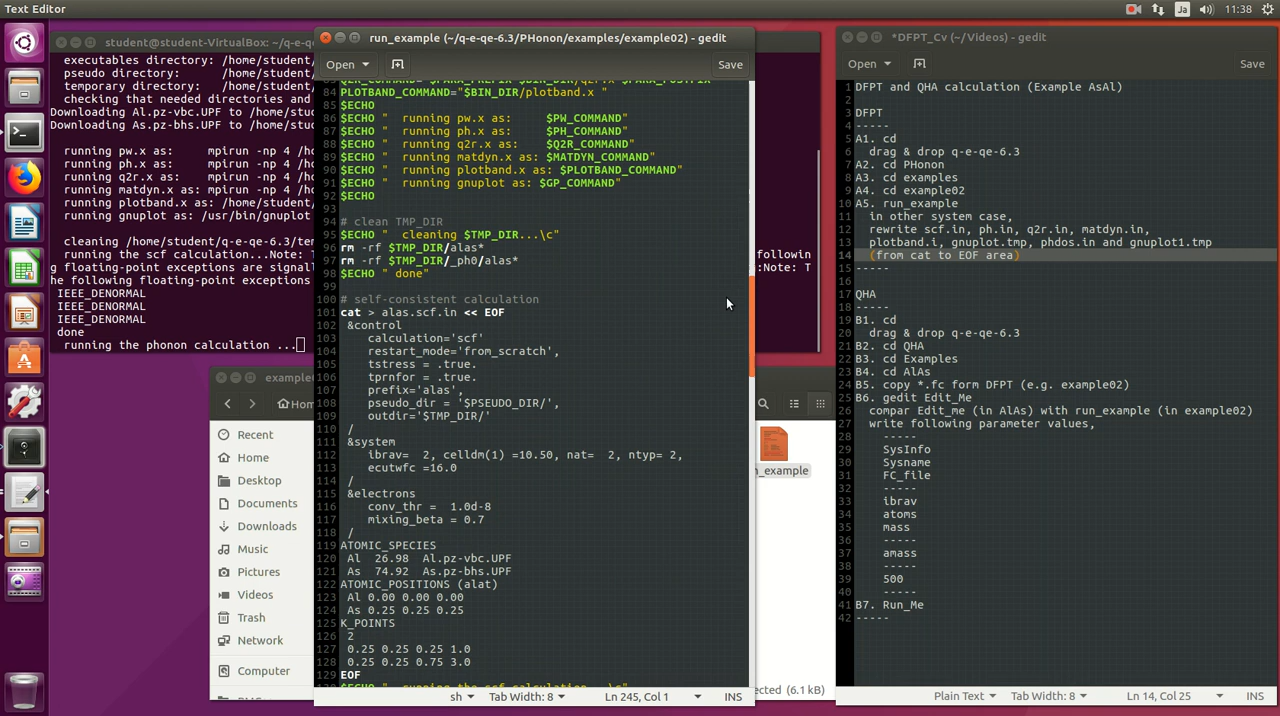 Text Editor
Ja
11:38
student@student-VirtualBox: ~/q-e-qe-
executables directory: /home/student/
pseudo directory: /home/stude
temporary directory: /home/stud
checking that needed directories and
Downloading Al.pz-vbc.UPF to /home/stud
Downloading As.pz-bhs.UPF to /home/stud
running pw.x as: mpirun -np 4 /ho
running ph.x as: mpirun -np 4 /ho
running q2r.x as: mpirun -np 4 /h
running matdyn.x as: mpirun -np 4 /h
running plotband.x as: /home/student
running gnuplot as: /usr/bin/gnuplot
cleaning /home/student/q-e-qe-6.3/te
running the scf calculation...Note: T
g floating-point exceptions are signall
he following floating-point exceptions
IEEE_DENORMAL
IEEE_DENORMAL
IEEE_DENORMAL
done
running the phonon calculation ...
followin
:Note: T
run_example (~/q-e-qe-6.3/PHonon/examples/example02) - gedit
Open
Save
84 PLOTBAND_COMMAND="$BIN_DIR/plotband.x "
85 $ECHO
86 $ECHO "  running pw.x as:      $PW_COMMAND"
87 $ECHO "  running ph.x as:      $PH_COMMAND"
88 $ECHO "  running q2r.x as:     $Q2R_COMMAND"
89 $ECHO "  running matdyn.x as: $MATDYN_COMMAND"
90 $ECHO "  running plotband.x as: $PLOTBAND_COMMAND"
91 $ECHO "  running gnuplot as: $GP_COMMAND"
92 $ECHO
93
94 # clean TMP_DIR
95 $ECHO "  cleaning $TMP_DIR...\c"
96 rm -rf $TMP_DIR/alas*
97 rm -rf $TMP_DIR/_ph0/alas*
98 $ECHO " done"
99
100 # self-consistent calculation
101 cat > alas.scf.in << EOF
102 &control
103 calculation='scf'
104 restart_mode='from_scratch',
105 tstress = .true.
106 tprnfor = .true.
107 prefix='alas',
108 pseudo_dir = '$PSEUDO_DIR/',
109 outdir='$TMP_DIR/'
110 /
111 &system
112 ibrav=  2, celldm(1) =10.50, nat=  2, ntyp= 2,
113 ecutwfc =16.0
114 /
115 &electrons
116 conv_thr =  1.0d-8
117 mixing_beta = 0.7
118 /
119 ATOMIC_SPECIES
120 Al  26.98  Al.pz-vbc.UPF
121 As  74.92  As.pz-bhs.UPF
122 ATOMIC_POSITIONS (alat)
123 Al 0.00 0.00 0.00
124 As 0.25 0.25 0.25
125 K_POINTS
126 2
127 0.25 0.25 0.25 1.0
128 0.25 0.25 0.75 3.0
129 EOF
sh
Tab Width: 8
Ln 245, Col 1
INS
example
Home
Recent
Home
Desktop
Documents
Downloads
Music
Pictures
Videos
Trash
Network
Computer
n_example
ected (6.1 kB)
*DFPT_Cv (~/Videos) - gedit
Open
Save
1 DFPT and QHA calculation (Example AsAl)
2
3 DFPT
4 -----
5 A1. cd
6 drag & drop q-e-qe-6.3
7 A2. cd PHonon
8 A3. cd examples
9 A4. cd example02
10 A5. run_example
11 in other system case,
12 rewrite scf.in, ph.in, q2r.in, matdyn.in,
13 plotband.i, gnuplot.tmp, phdos.in and gnuplot1.tmp
14 (from cat to EOF area)
15 -----
16
17 QHA
18 -----
19 B1. cd
20 drag & drop q-e-qe-6.3
21 B2. cd QHA
22 B3. cd Examples
23 B4. cd AlAs
24 B5. copy *.fc form DFPT (e.g. example02)
25 B6. gedit Edit_Me
26 compar Edit_me (in AlAs) with run_example (in example02)
27 write following parameter values,
28 -----
29 SysInfo
30 Sysname
31 FC_file
32 -----
33 ibrav
34 atoms
35 mass
36 -----
37 amass
38 -----
39 500
40 -----
41 B7. Run_Me
42 -----
Plain Text
Tab Width: 8
Ln 14, Col 25
INS